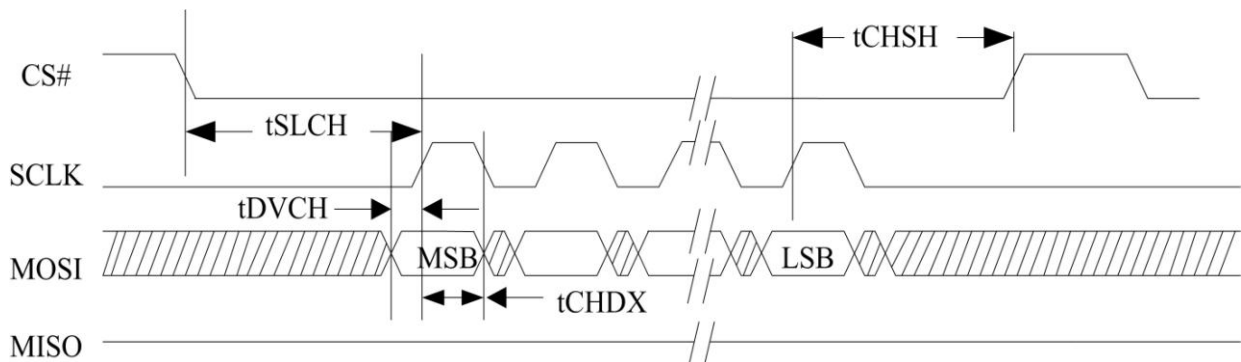 tCHSH
CS#
tSLCH
SCLK
tDVCH
MOSI
MSB
LSB
tCHDX
MISO